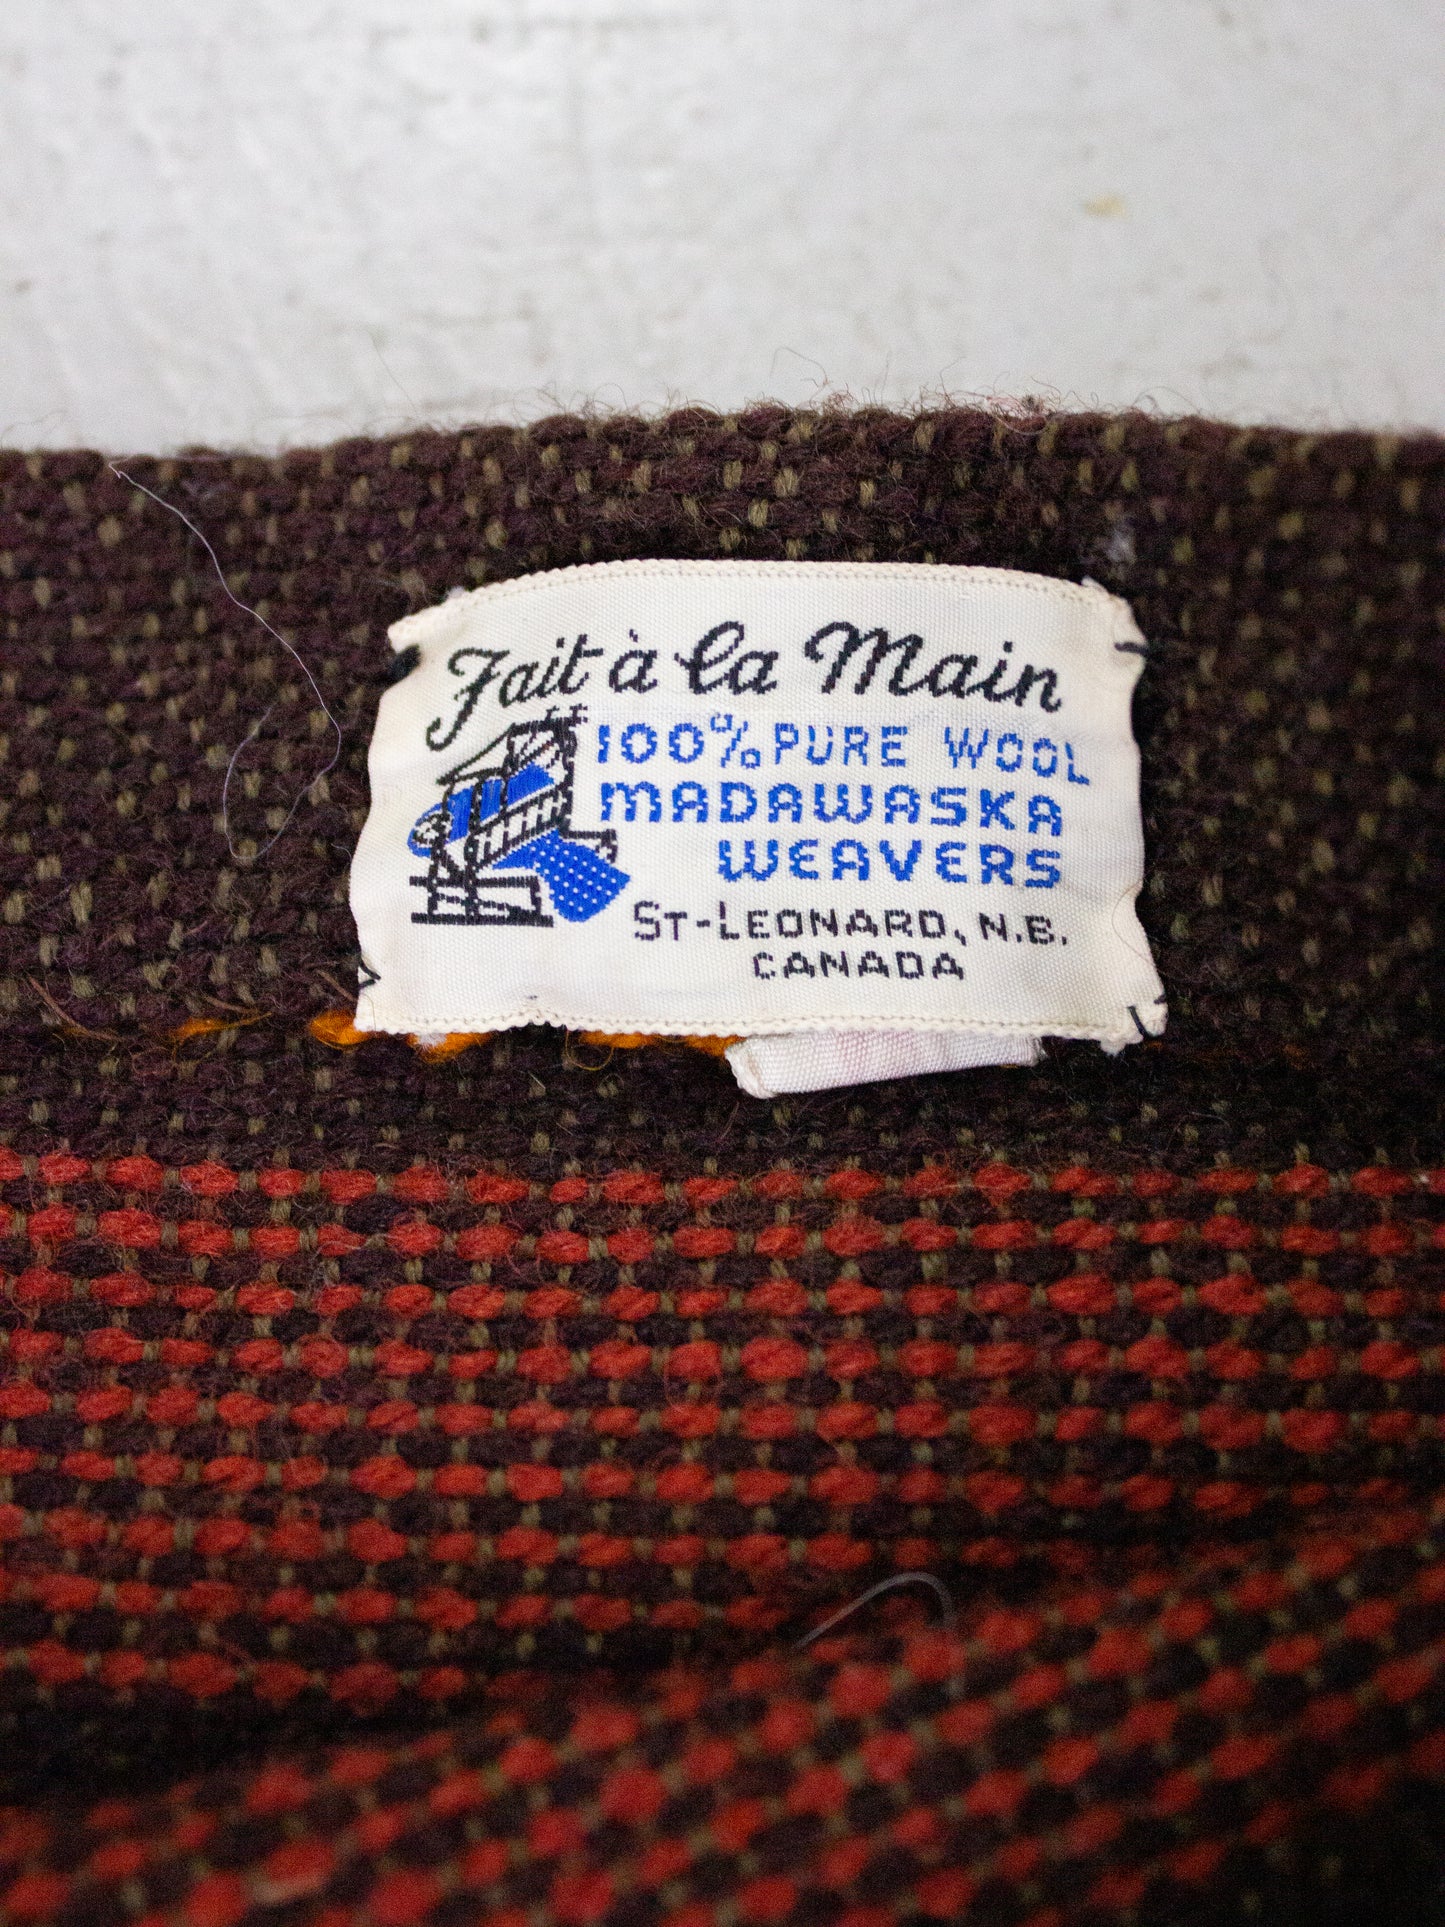 Fait à la Main
100% PURE WOOL
MADAWASKA
WEAVERS
ST-LEONARD, N.B.
CANADA